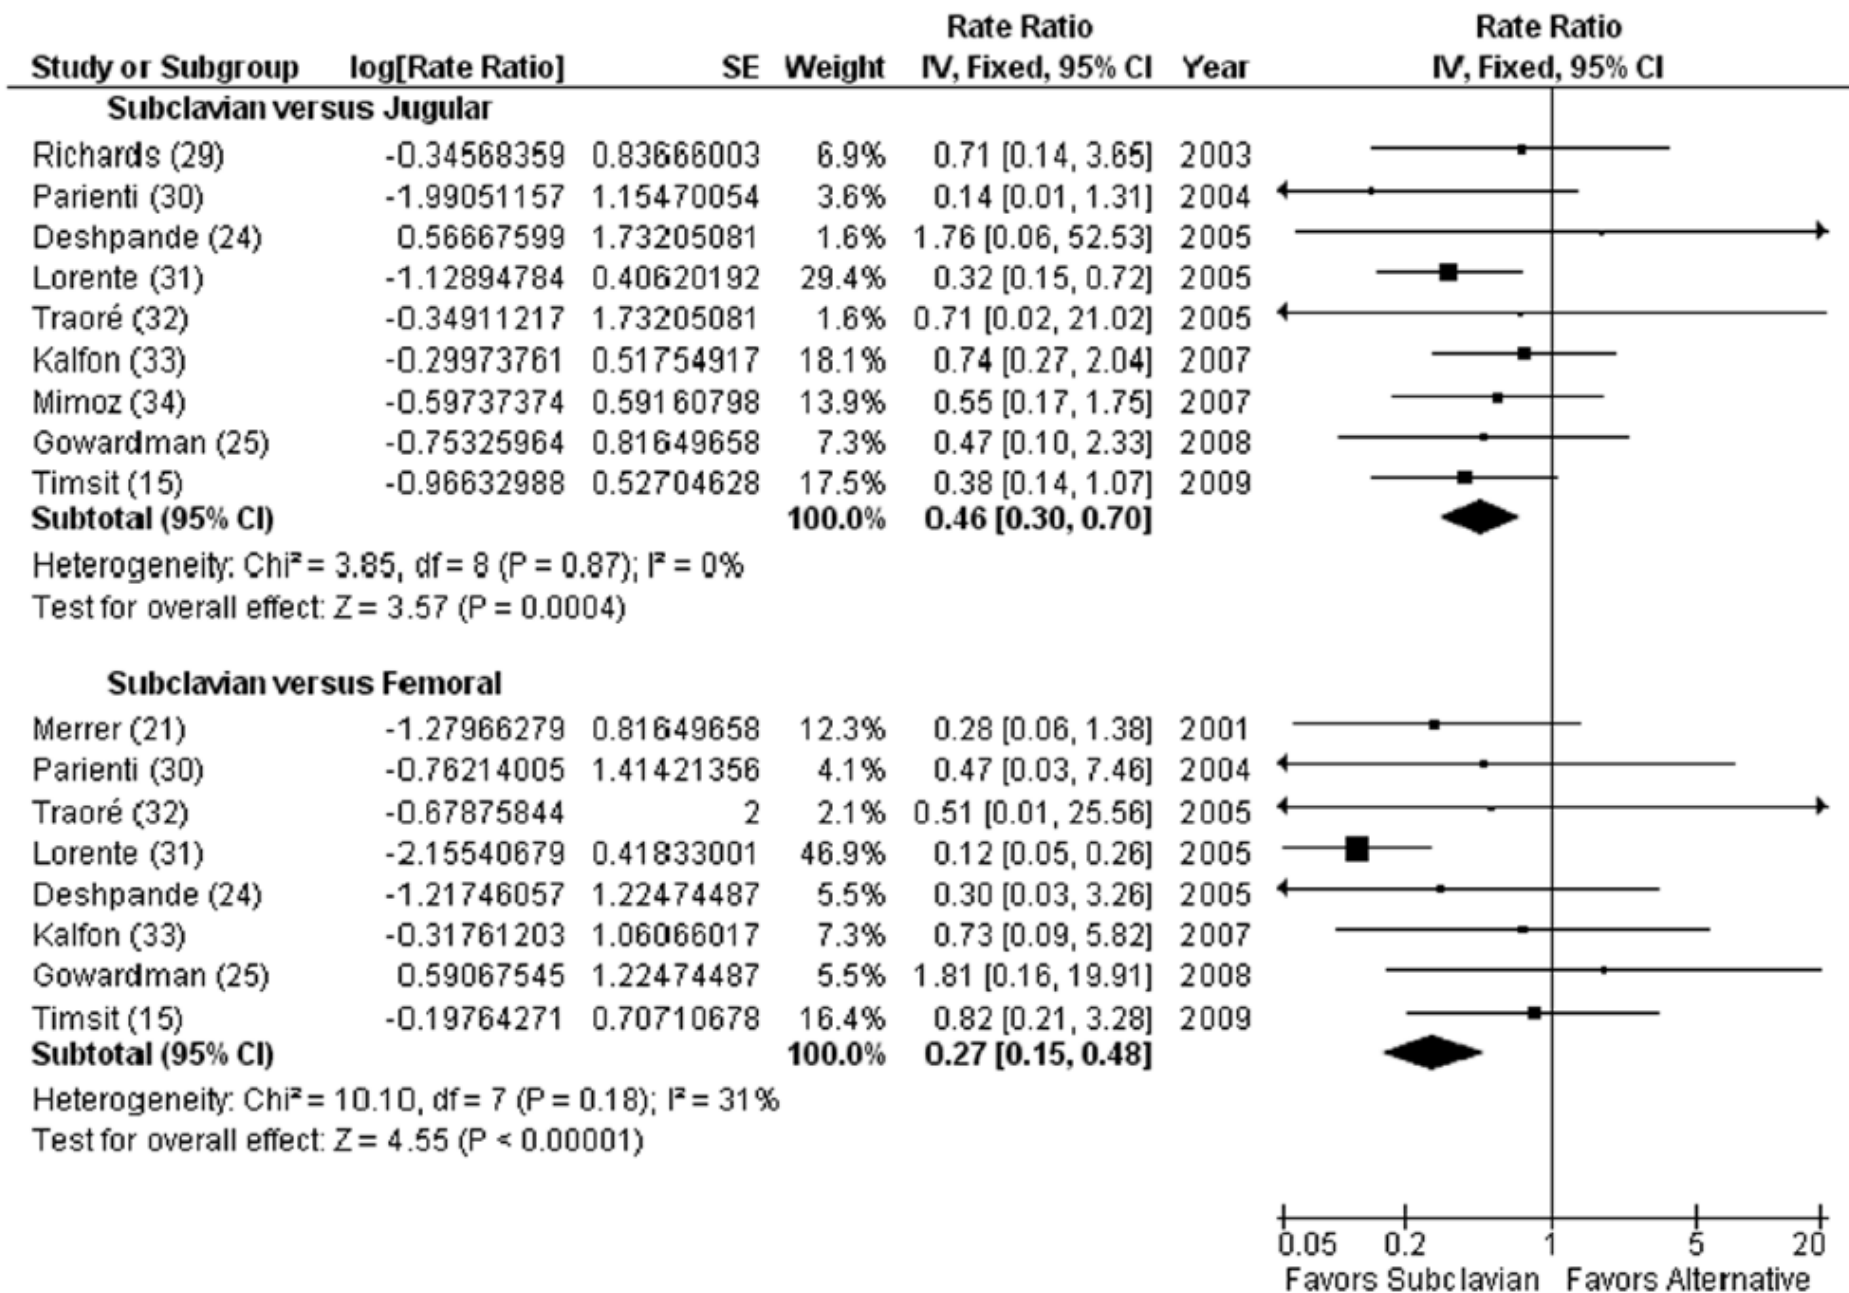 Rate Ratio Rate Ratio
Study or Subgroup log[Rate Ratio] SE Weight IV, Fixed, 95% CI Year IV, Fixed, 95% CI
Subclavian versus Jugular
Richards (29) -0.34568359 0.83666003 6.9% 0.71 [0.14, 3.65] 2003
Parienti (30) -1.99051157 1.15470054 3.6% 0.14 [0.01, 1.31] 2004
Deshpande (24) 0.56667599 1.73205081 1.6% 1.76 [0.06, 52.53] 2005
Lorente (31) -1.12894784 0.40620192 29.4% 0.32 [0.15, 0.72] 2005
Traoré (32) -0.34911217 1.73205081 1.6% 0.71 [0.02, 21.02] 2005
Kalfon (33) -0.29973761 0.51754917 18.1% 0.74 [0.27, 2.04] 2007
Mimoz (34) -0.59737374 0.59160798 13.9% 0.55 [0.17, 1.75] 2007
Gowardman (25) -0.75325964 0.81649658 7.3% 0.47 [0.10, 2.33] 2008
Timsit (15) -0.96632988 0.52704628 17.5% 0.38 [0.14, 1.07] 2009
Subtotal (95% CI) 100.0% 0.46 [0.30, 0.70]
Heterogeneity: Chi² = 3.85, df = 8 (P = 0.87); I² = 0%
Test for overall effect: Z = 3.57 (P = 0.0004)
Subclavian versus Femoral
Merrer (21) -1.27966279 0.81649658 12.3% 0.28 [0.06, 1.38] 2001
Parienti (30) -0.76214005 1.41421356 4.1% 0.47 [0.03, 7.46] 2004
Traoré (32) -0.67875844 2 2.1% 0.51 [0.01, 25.56] 2005
Lorente (31) -2.15540679 0.41833001 46.9% 0.12 [0.05, 0.26] 2005
Deshpande (24) -1.21746057 1.22474487 5.5% 0.30 [0.03, 3.26] 2005
Kalfon (33) -0.31761203 1.06066017 7.3% 0.73 [0.09, 5.82] 2007
Gowardman (25) 0.59067545 1.22474487 5.5% 1.81 [0.16, 19.91] 2008
Timsit (15) -0.19764271 0.70710678 16.4% 0.82 [0.21, 3.28] 2009
Subtotal (95% CI) 100.0% 0.27 [0.15, 0.48]
Heterogeneity: Chi² = 10.10, df = 7 (P = 0.18); I² = 31%
Test for overall effect: Z = 4.55 (P < 0.00001)
0.05 0.2 1 5 20
Favors Subclavian Favors Alternative